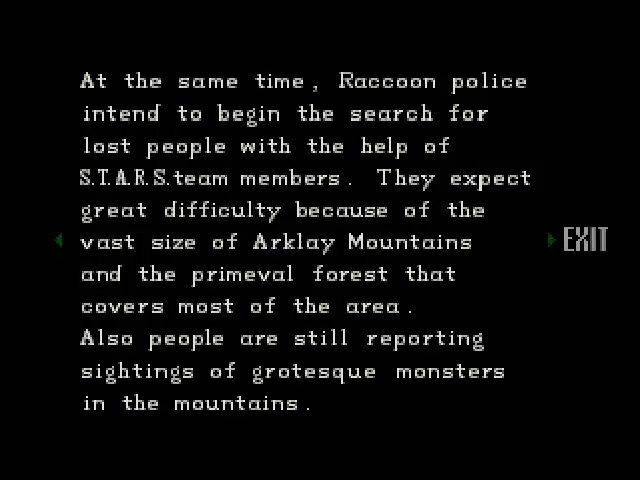 At the same time, Raccoon police
intend to begin the search for
lost people with the help of
S.T.A.R.S.team members. They expect
great difficulty because of the
vast size of Arklay Mountains
and the primeval forest that
covers most of the area.
Also people are still reporting
sightings of grotesque monsters
in the mountains.
EXIT